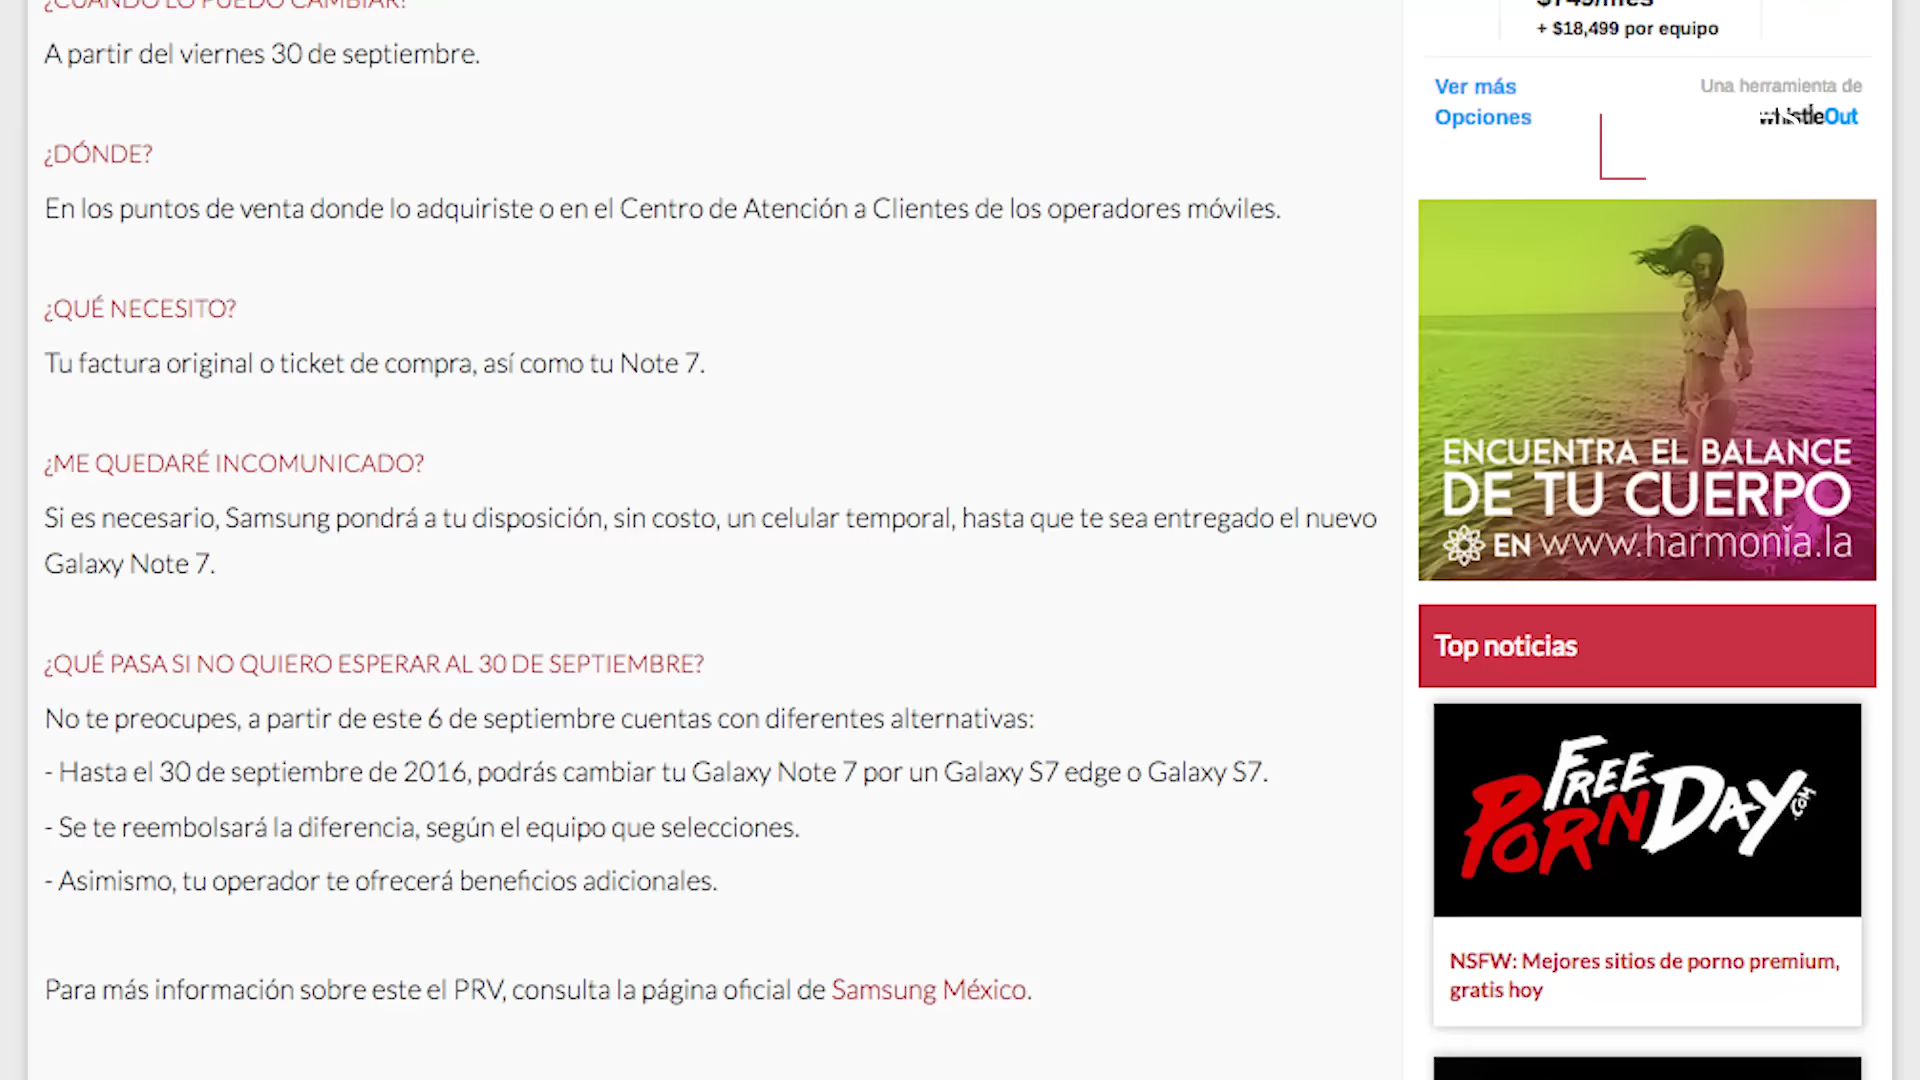 ¿CUÁNDO LO PUEDO CAMBIAR?
A partir del viernes 30 de septiembre.
¿DÓNDE?
En los puntos de venta donde lo adquiriste o en el Centro de Atención a Clientes de los operadores móviles.
¿QUÉ NECESITO?
Tu factura original o ticket de compra, así como tu Note 7.
¿ME QUEDARÉ INCOMUNICADO?
Si es necesario, Samsung pondrá a tu disposición, sin costo, un celular temporal, hasta que te sea entregado el nuevo
Galaxy Note 7.
¿QUÉ PASA SI NO QUIERO ESPERAR AL 30 DE SEPTIEMBRE?
No te preocupes, a partir de este 6 de septiembre cuentas con diferentes alternativas:
- Hasta el 30 de septiembre de 2016, podrás cambiar tu Galaxy Note 7 por un Galaxy S7 edge o Galaxy S7.
- Se te reembolsará la diferencia, según el equipo que selecciones.
- Asimismo, tu operador te ofrecerá beneficios adicionales.
Para más información sobre este el PRV, consulta la página oficial de Samsung México.
$749/mes
+ $18,499 por equipo
Ver más
Opciones
Una herramienta de
whistleOut
ENCUENTRA EL BALANCE
DE TU CUERPO
EN www.harmonia.la
Top noticias
FREE
PORNDAY.COM
NSFW: Mejores sitios de porno premium,
gratis hoy